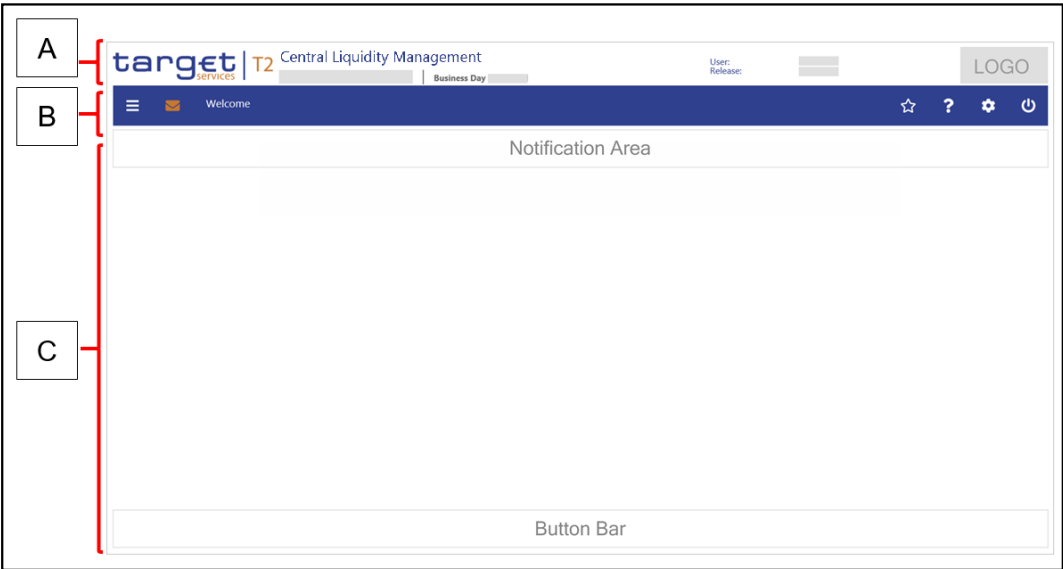 A
target services | T2 Central Liquidity Management
Business Day
User:
Release:
LOGO
B
Welcome
?
Notification Area
C
Button Bar